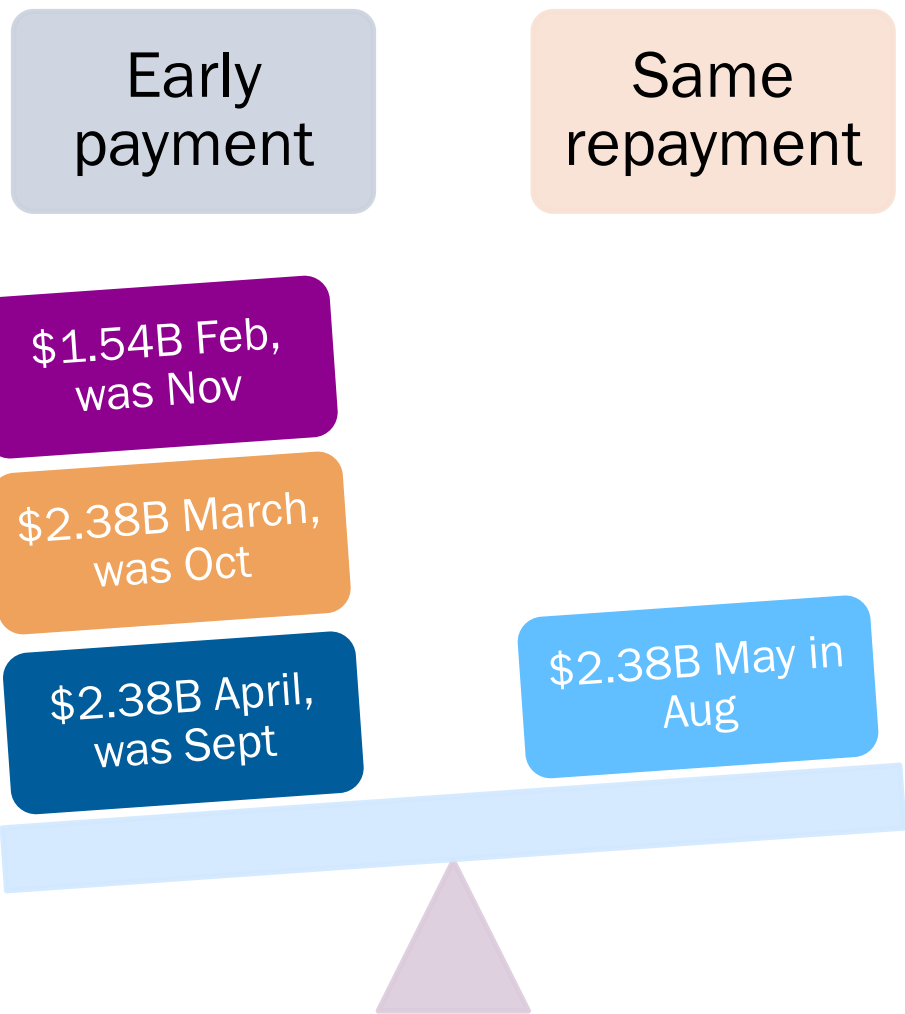 Early
payment
Same
repayment
$1.54B Feb,
was Nov
$2.38B March,
was Oct
$2.38B April,
was Sept
$2.38B May in
Aug